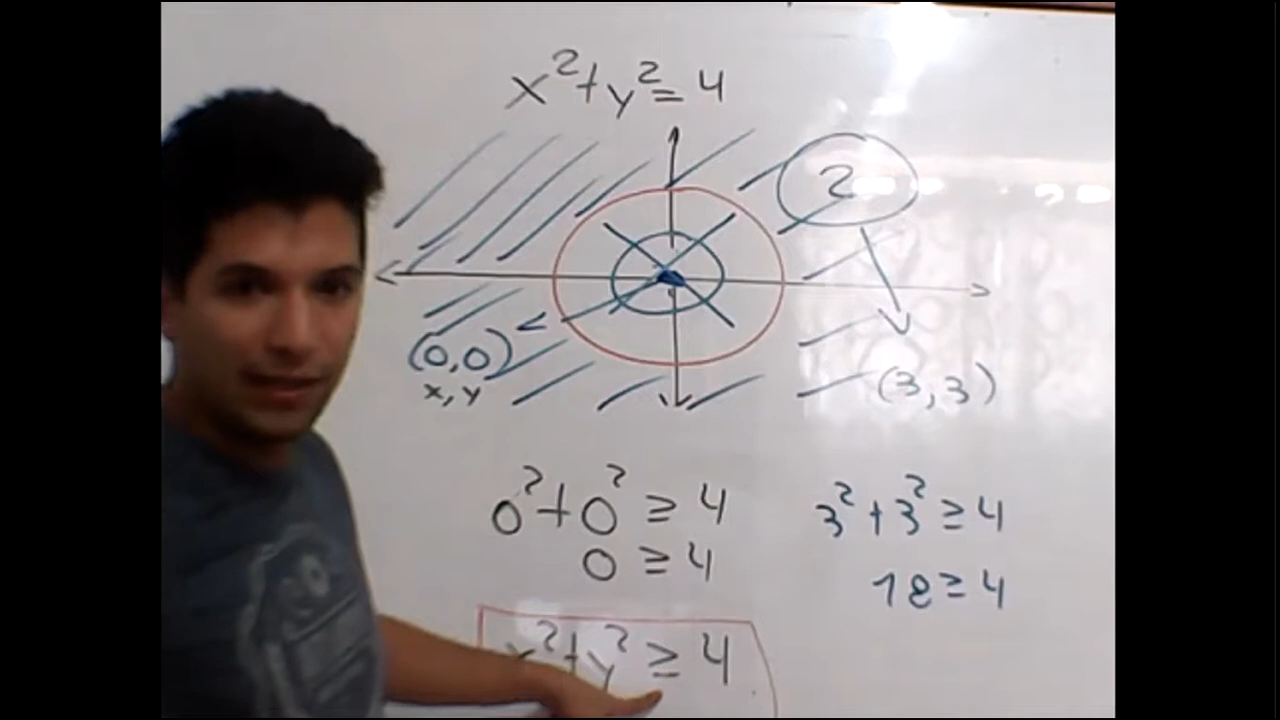 x²+y²=4
2
(0,0)
x,y
(3,3)
0²+0² ≥ 4
0 ≥ 4
3²+3² ≥ 4
18 ≥ 4
x²+y² ≥ 4